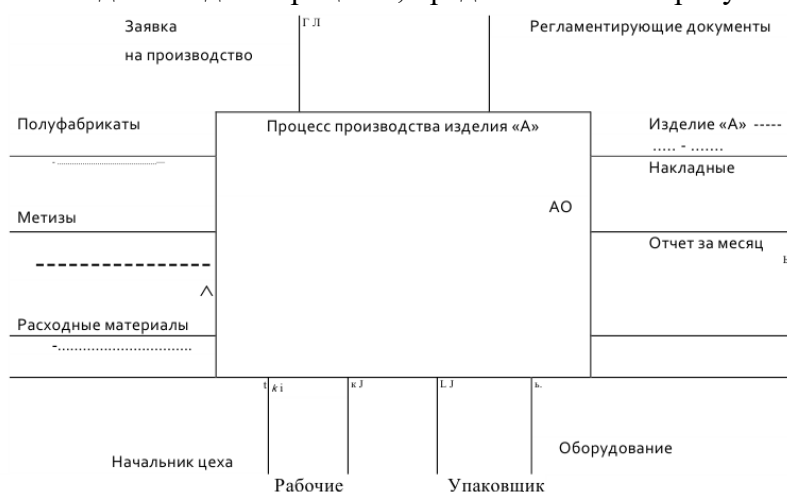 Заявка
на производство
Г Л
Регламентирующие документы
Полуфабрикаты
Процесс производства изделия «А»
Изделие «А» -----
Накладные
АО
Метизы
Отчет за месяц
Расходные материалы
t k i
к J
L J
ь.
Начальник цеха
Рабочие
Упаковщик
Оборудование